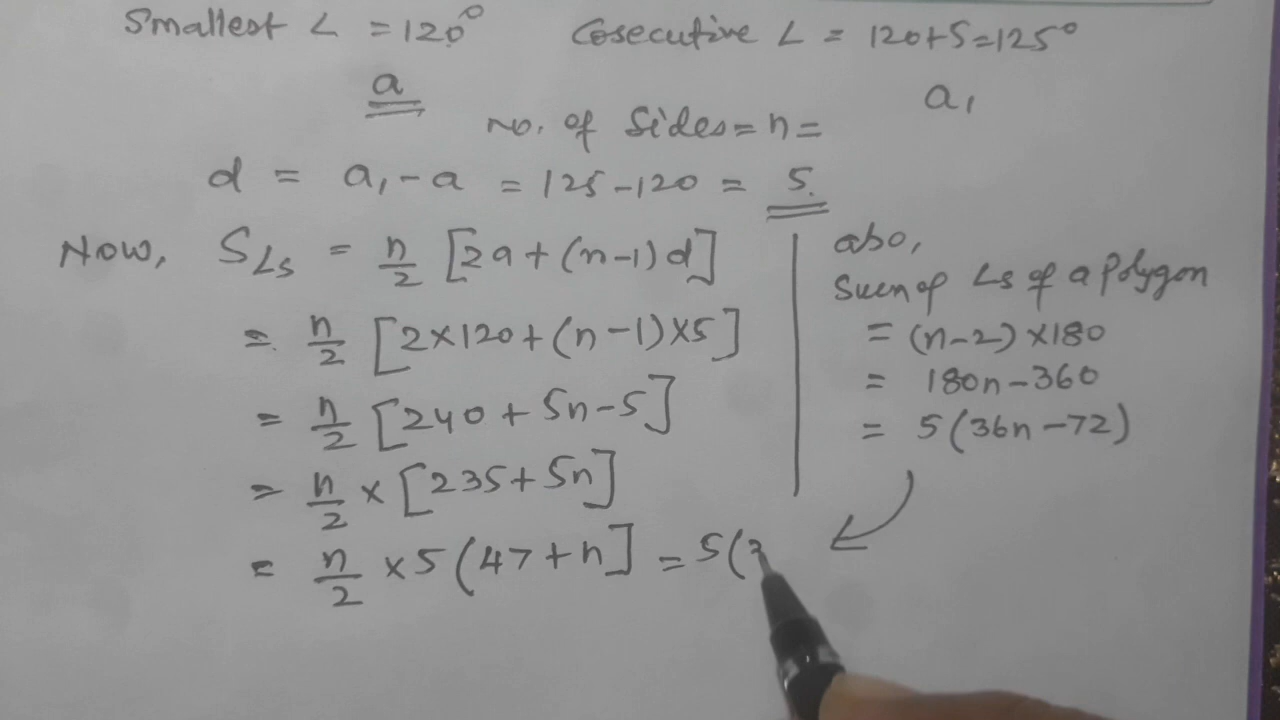 Smallest ∠ = 120° Cosecutive ∠ = 120+5=125°
a a₁
no. of Sides = n =
d = a₁-a = 125-120 = 5.
Now, S∠s = n/2 [2a+(n-1)d]
= n/2 [2×120+(n-1)×5]
= n/2 [240+5n-5]
= n/2 × [235+5n]
= n/2 ×5(47+n] = 5(3
also,
Sum of ∠s of a Polygon
= (n-2)×180
= 180n-360
= 5(36n-72)